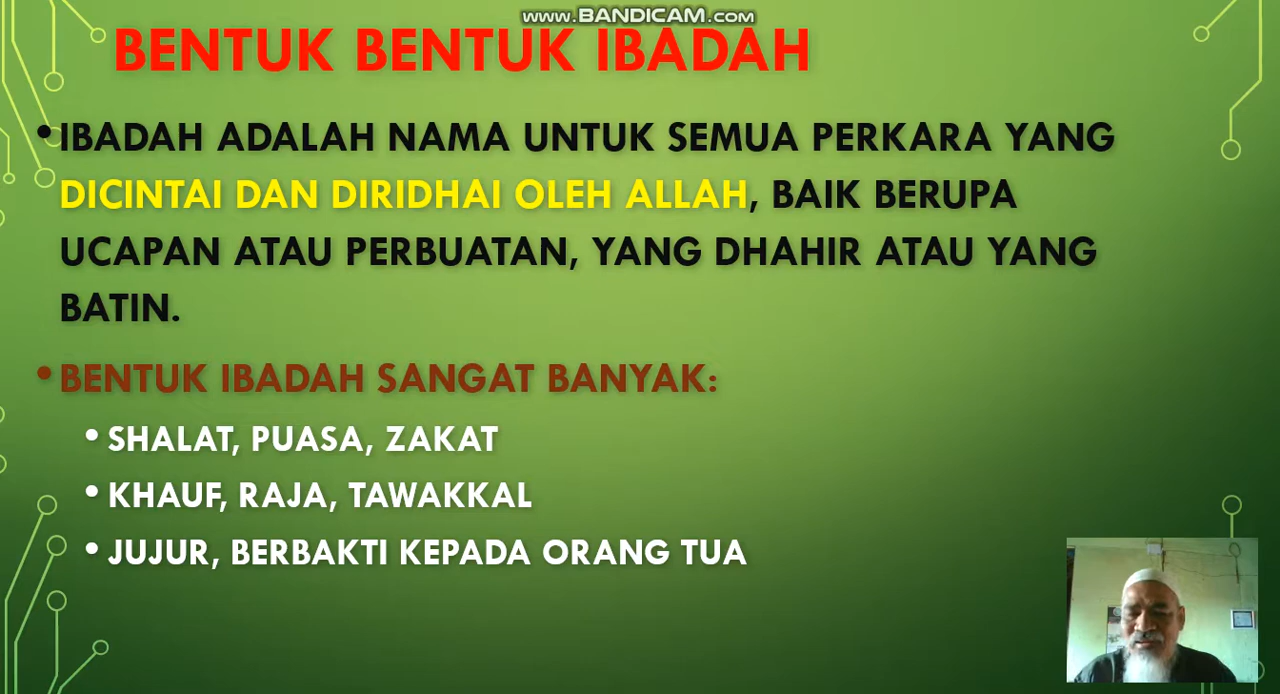 www.BANDICAM.com
BENTUK BENTUK IBADAH
•IBADAH ADALAH NAMA UNTUK SEMUA PERKARA YANG
DICINTAI DAN DIRIDHAI OLEH ALLAH, BAIK BERUPA
UCAPAN ATAU PERBUATAN, YANG DHAHIR ATAU YANG
BATIN.
•BENTUK IBADAH SANGAT BANYAK:
• SHALAT, PUASA, ZAKAT
• KHAUF, RAJA, TAWAKKAL
• JUJUR, BERBAKTI KEPADA ORANG TUA